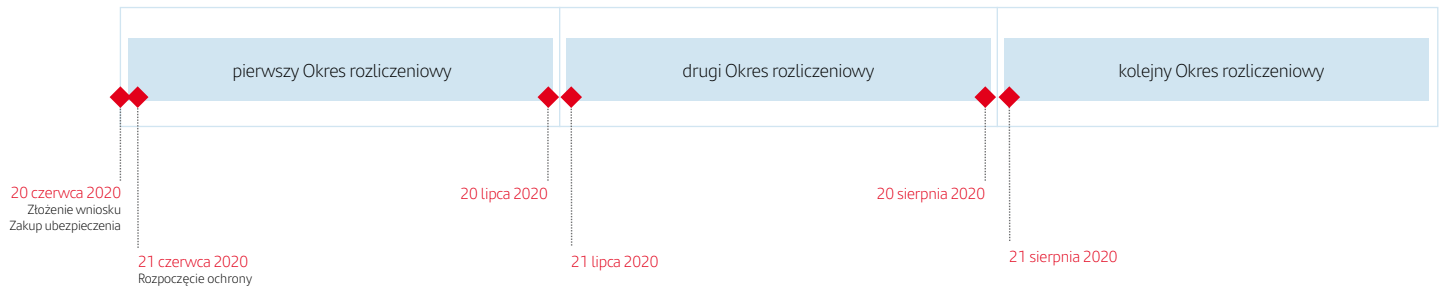 pierwszy Okres rozliczeniowy
drugi Okres rozliczeniowy
kolejny Okres rozliczeniowy
20 czerwca 2020
Złożenie wniosku
Zakup ubezpieczenia
21 czerwca 2020
Rozpoczęcie ochrony
20 lipca 2020
21 lipca 2020
20 sierpnia 2020
21 sierpnia 2020